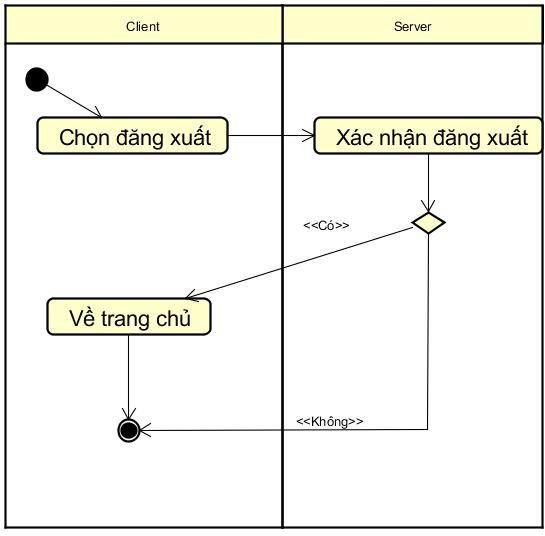 Client
Server
Chọn đăng xuất
Xác nhận đăng xuất
<<Có>>
Về trang chủ
<<Không>>